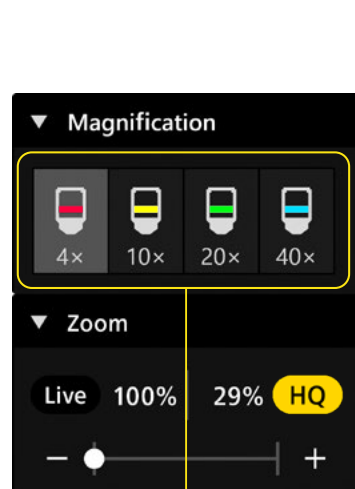 ▼ Magnification
4× 10× 20× 40×
▼ Zoom
Live 100% 29% HQ
− +